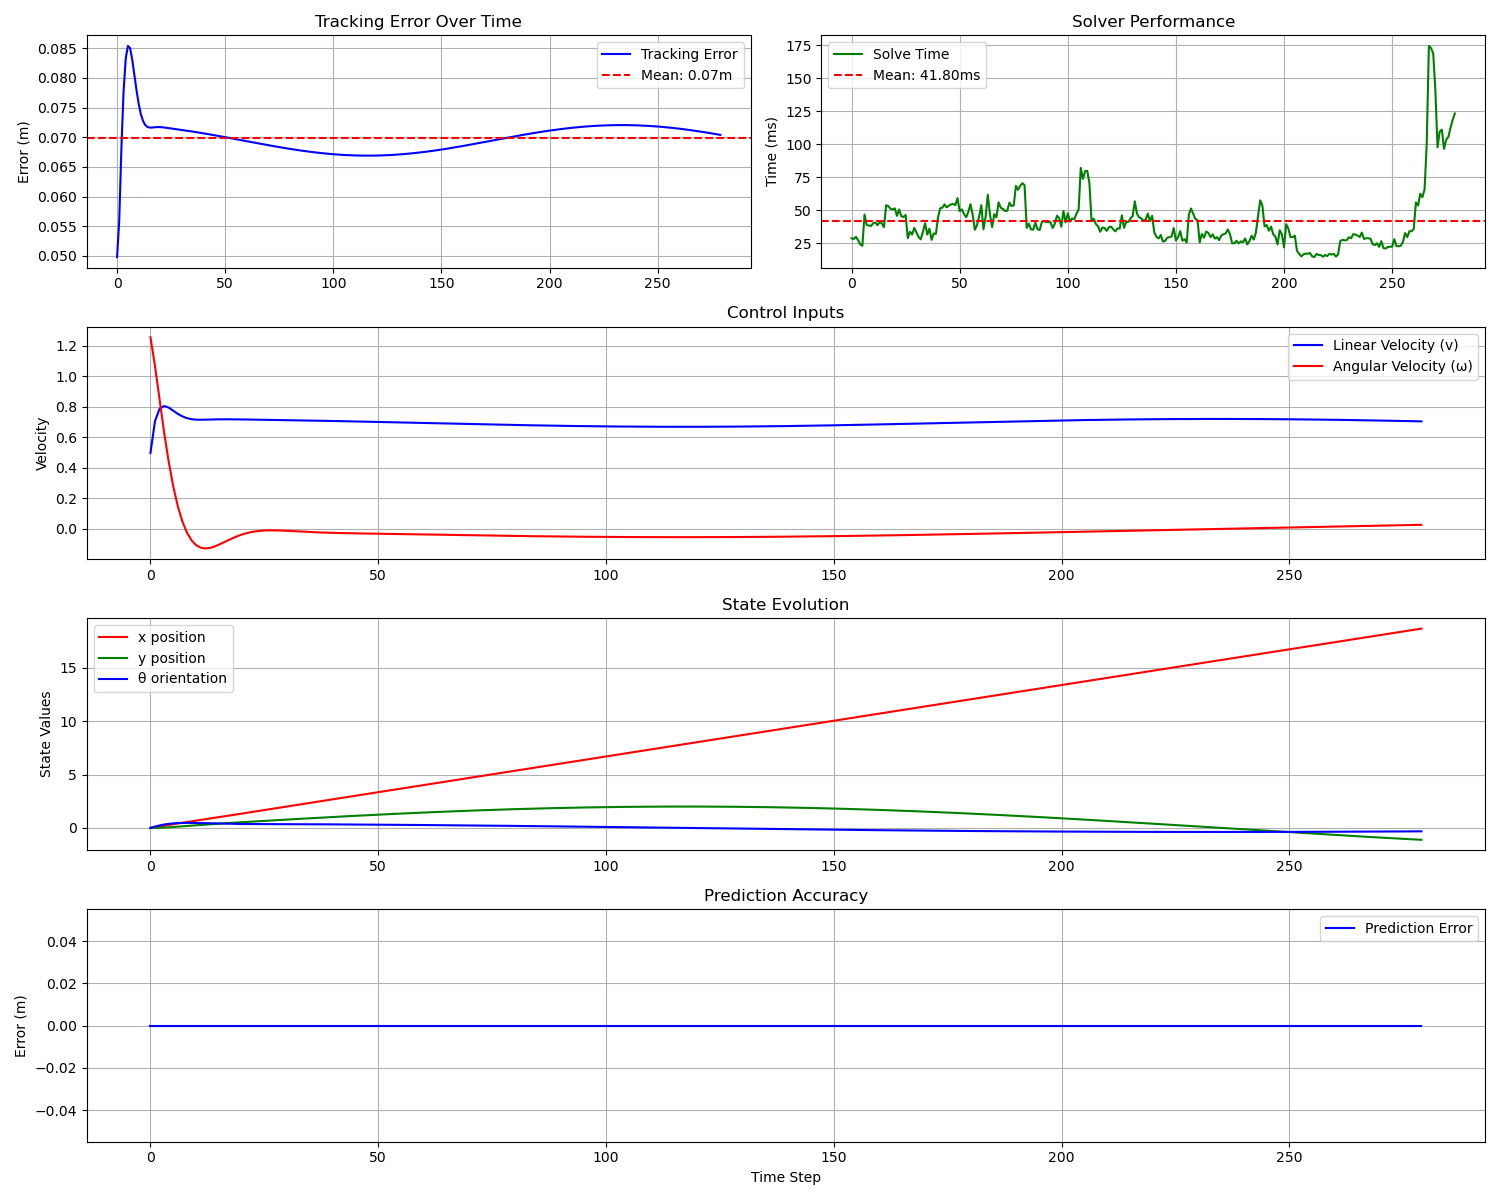 Tracking Error Over Time
Error (m)
0.085
0.080
0.075
0.070
0.065
0.060
0.055
0.050
Tracking Error
Mean: 0.07m
0 50 100 150 200 250
Solver Performance
Time (ms)
175
150
125
100
75
50
25
Solve Time
Mean: 41.80ms
0 50 100 150 200 250
Control Inputs
Velocity
1.2
1.0
0.8
0.6
0.4
0.2
0.0
Linear Velocity (v)
Angular Velocity (ω)
0 50 100 150 200 250
State Evolution
State Values
15
10
5
0
x position
y position
θ orientation
0 50 100 150 200 250
Prediction Accuracy
Error (m)
0.04
0.02
0.00
−0.02
−0.04
Prediction Error
0 50 100 150 200 250
Time Step